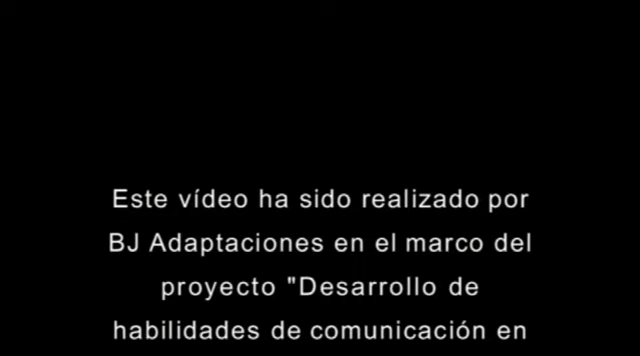 Este vídeo ha sido realizado por
BJ Adaptaciones en el marco del
proyecto "Desarrollo de
habilidades de comunicación en